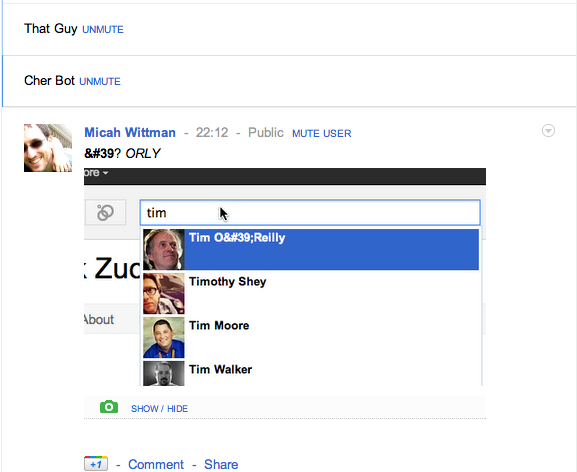 That Guy UNMUTE
Cher Bot UNMUTE
Micah Wittman - 22:12 - Public MUTE USER
&#39? ORLY
ore
tim
Tim O&#39;Reilly
k Zuc
Timothy Shey
About
Tim Moore
Tim Walker
SHOW / HIDE
+1 - Comment - Share